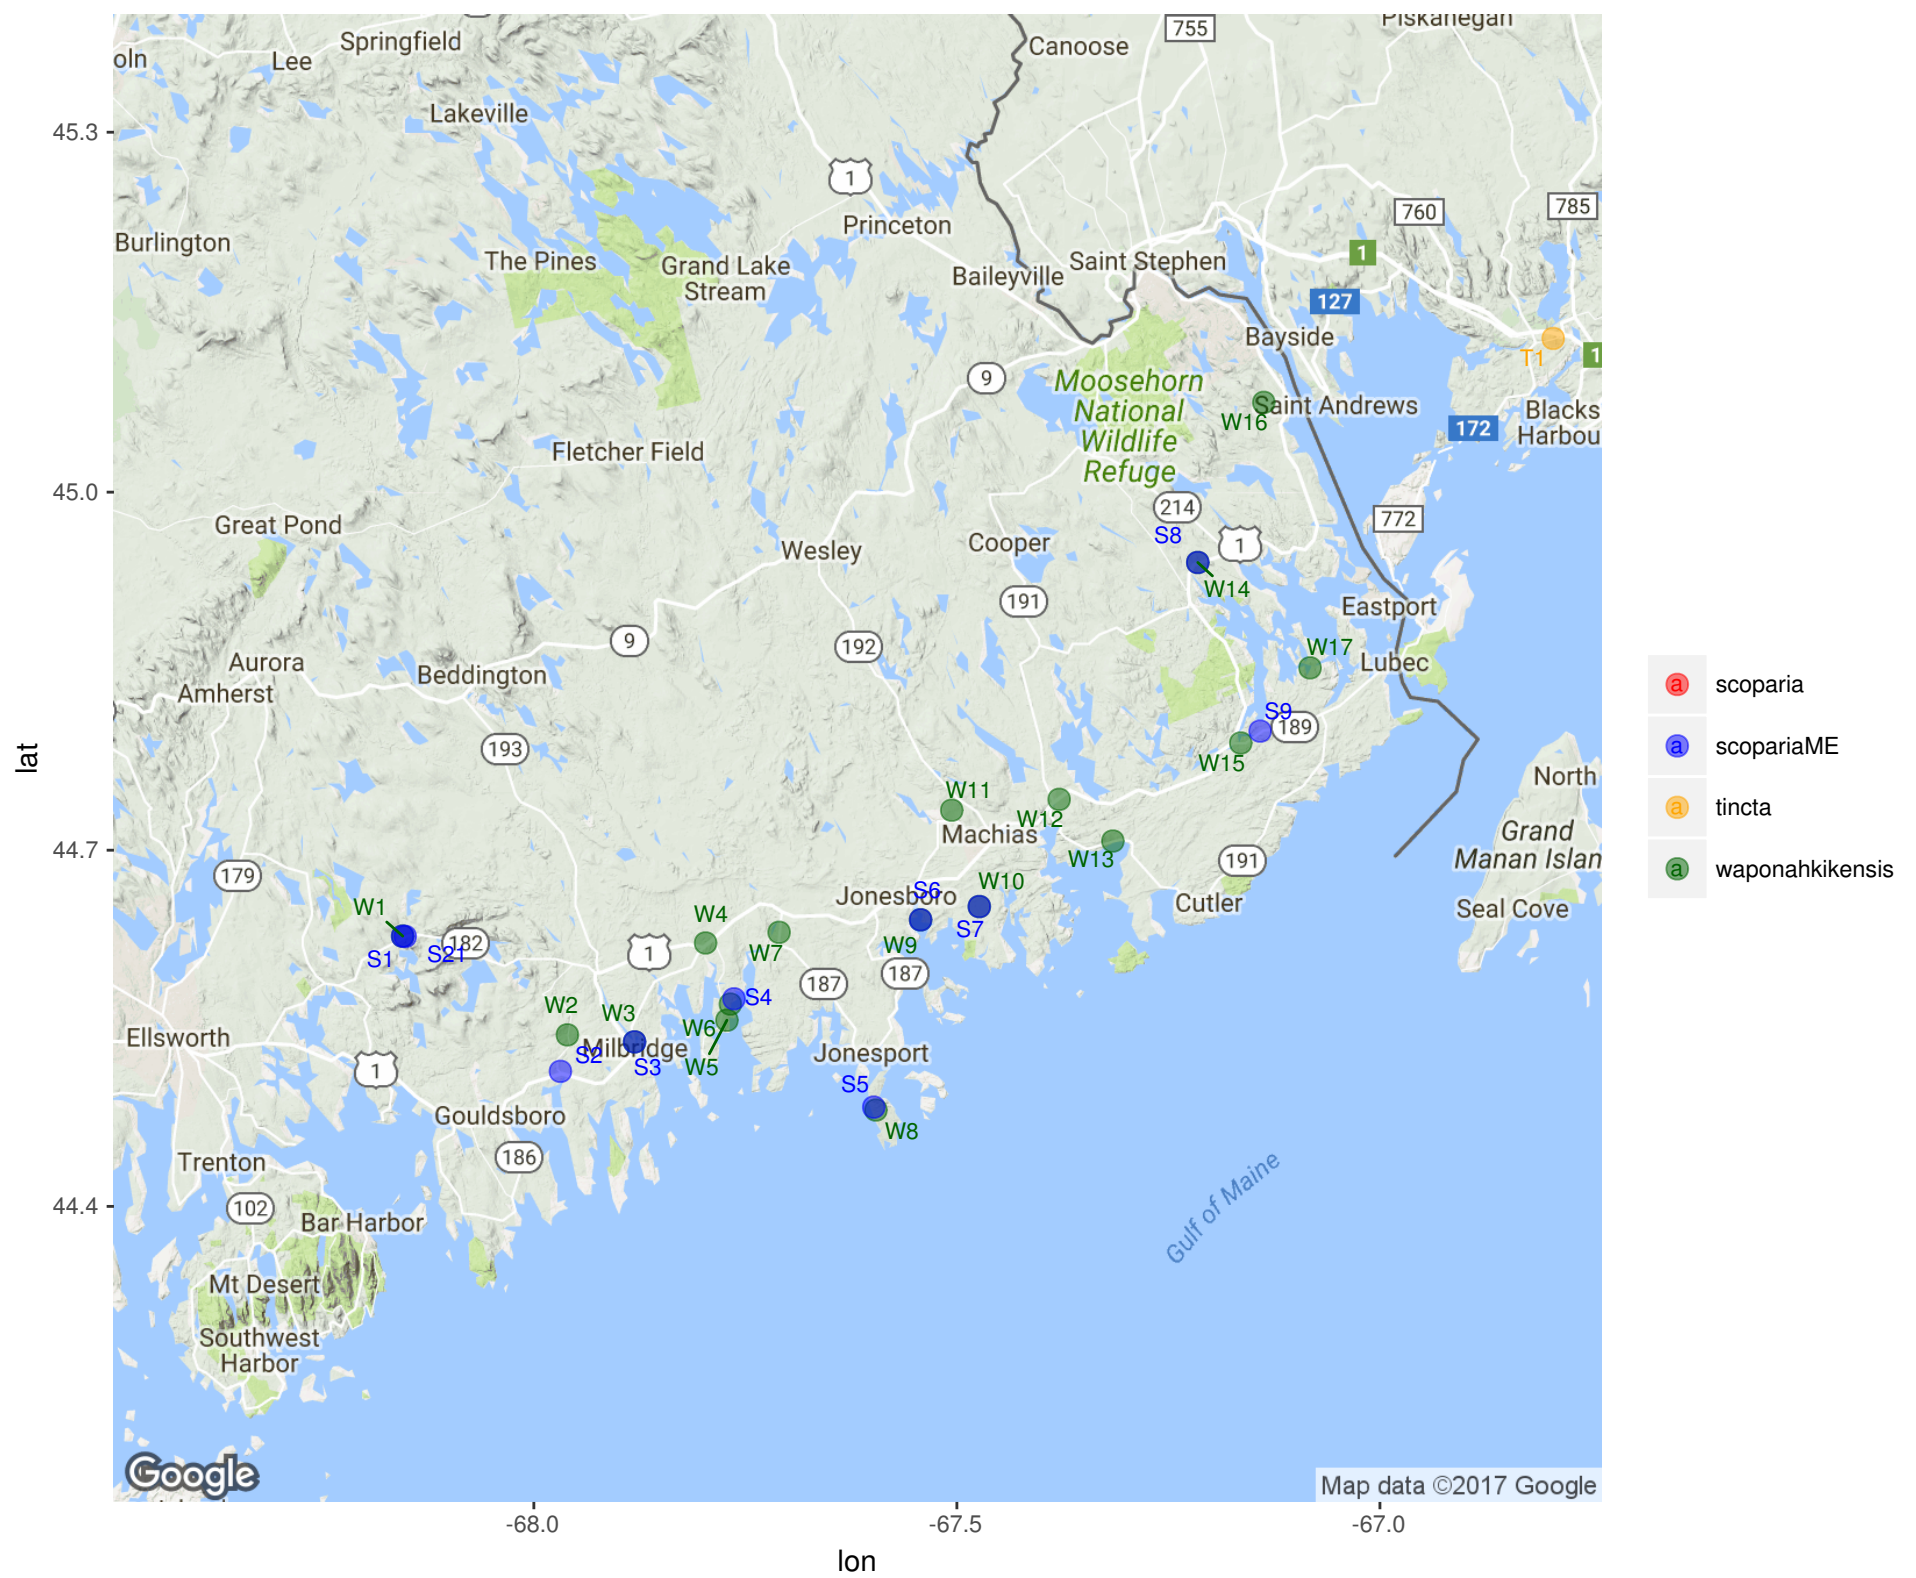 Piskahegan
755
Canoose
Springfield
oln
Lee
Lakeville
45.3
1
760
785
Princeton
Burlington
1
The Pines
Grand Lake
Stream
Saint Stephen
Baileyville
127
Bayside
T1
1
9
Moosehorn
National
Wildlife
Refuge
W16
Saint Andrews
Blacks
Harbou
172
Fletcher Field
45.0
214
772
Great Pond
S8
1
Cooper
Wesley
W14
191
Eastport
9
192
W17
Lubec
Aurora
Beddington
Amherst
scoparia
S9
189
193
scopariaME
lat
W15
North
W11
tincta
W12
Machias
Grand
Manan Islan
44.7
W13
191
waponahkikensis
179
W10
S6
Jonesboro
Cutler
Seal Cove
W1
W4
S7
182
S1
S21
W9
1
W7
187
187
S4
W2
W3
W6
Ellsworth
Milbridge
S2
Jonesport
S3
W5
1
S5
Gouldsboro
W8
186
Trenton
44.4
102
Bar Harbor
Gulf of Maine
Mt Desert
Southwest
Harbor
Google
Map data ©2017 Google
-68.0
-67.5
-67.0
lon
a
a
a
a